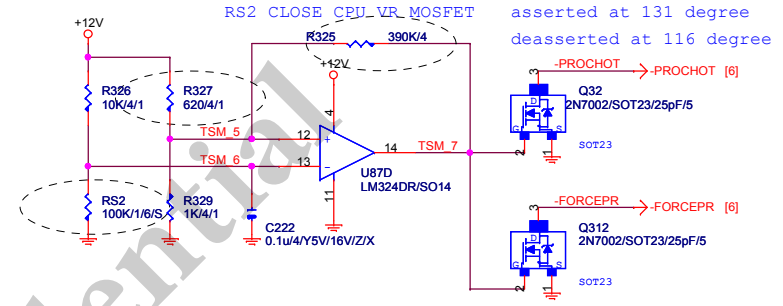 RS2 CLOSE CPU VR MOSFET
asserted at 131 degree
deasserted at 116 degree
+12V
R325
390K/4
+12V
-PROCHOT
-PROCHOT [6]
3
Q32
2N7002/SOT23/25pF/5
D
G
S
SOT23
2
1
R326
10K/4/1
R327
620/4/1
4
TSM_5
12
+
14
TSM_7
TSM_6
13
-
U87D
LM324DR/SO14
11
RS2
100K/1/6/S
R329
1K/4/1
C222
0.1u/4/Y5V/16V/Z/X
-FORCEPR
-FORCEPR [6]
3
Q312
2N7002/SOT23/25pF/5
D
G
S
SOT23
2
1
dential